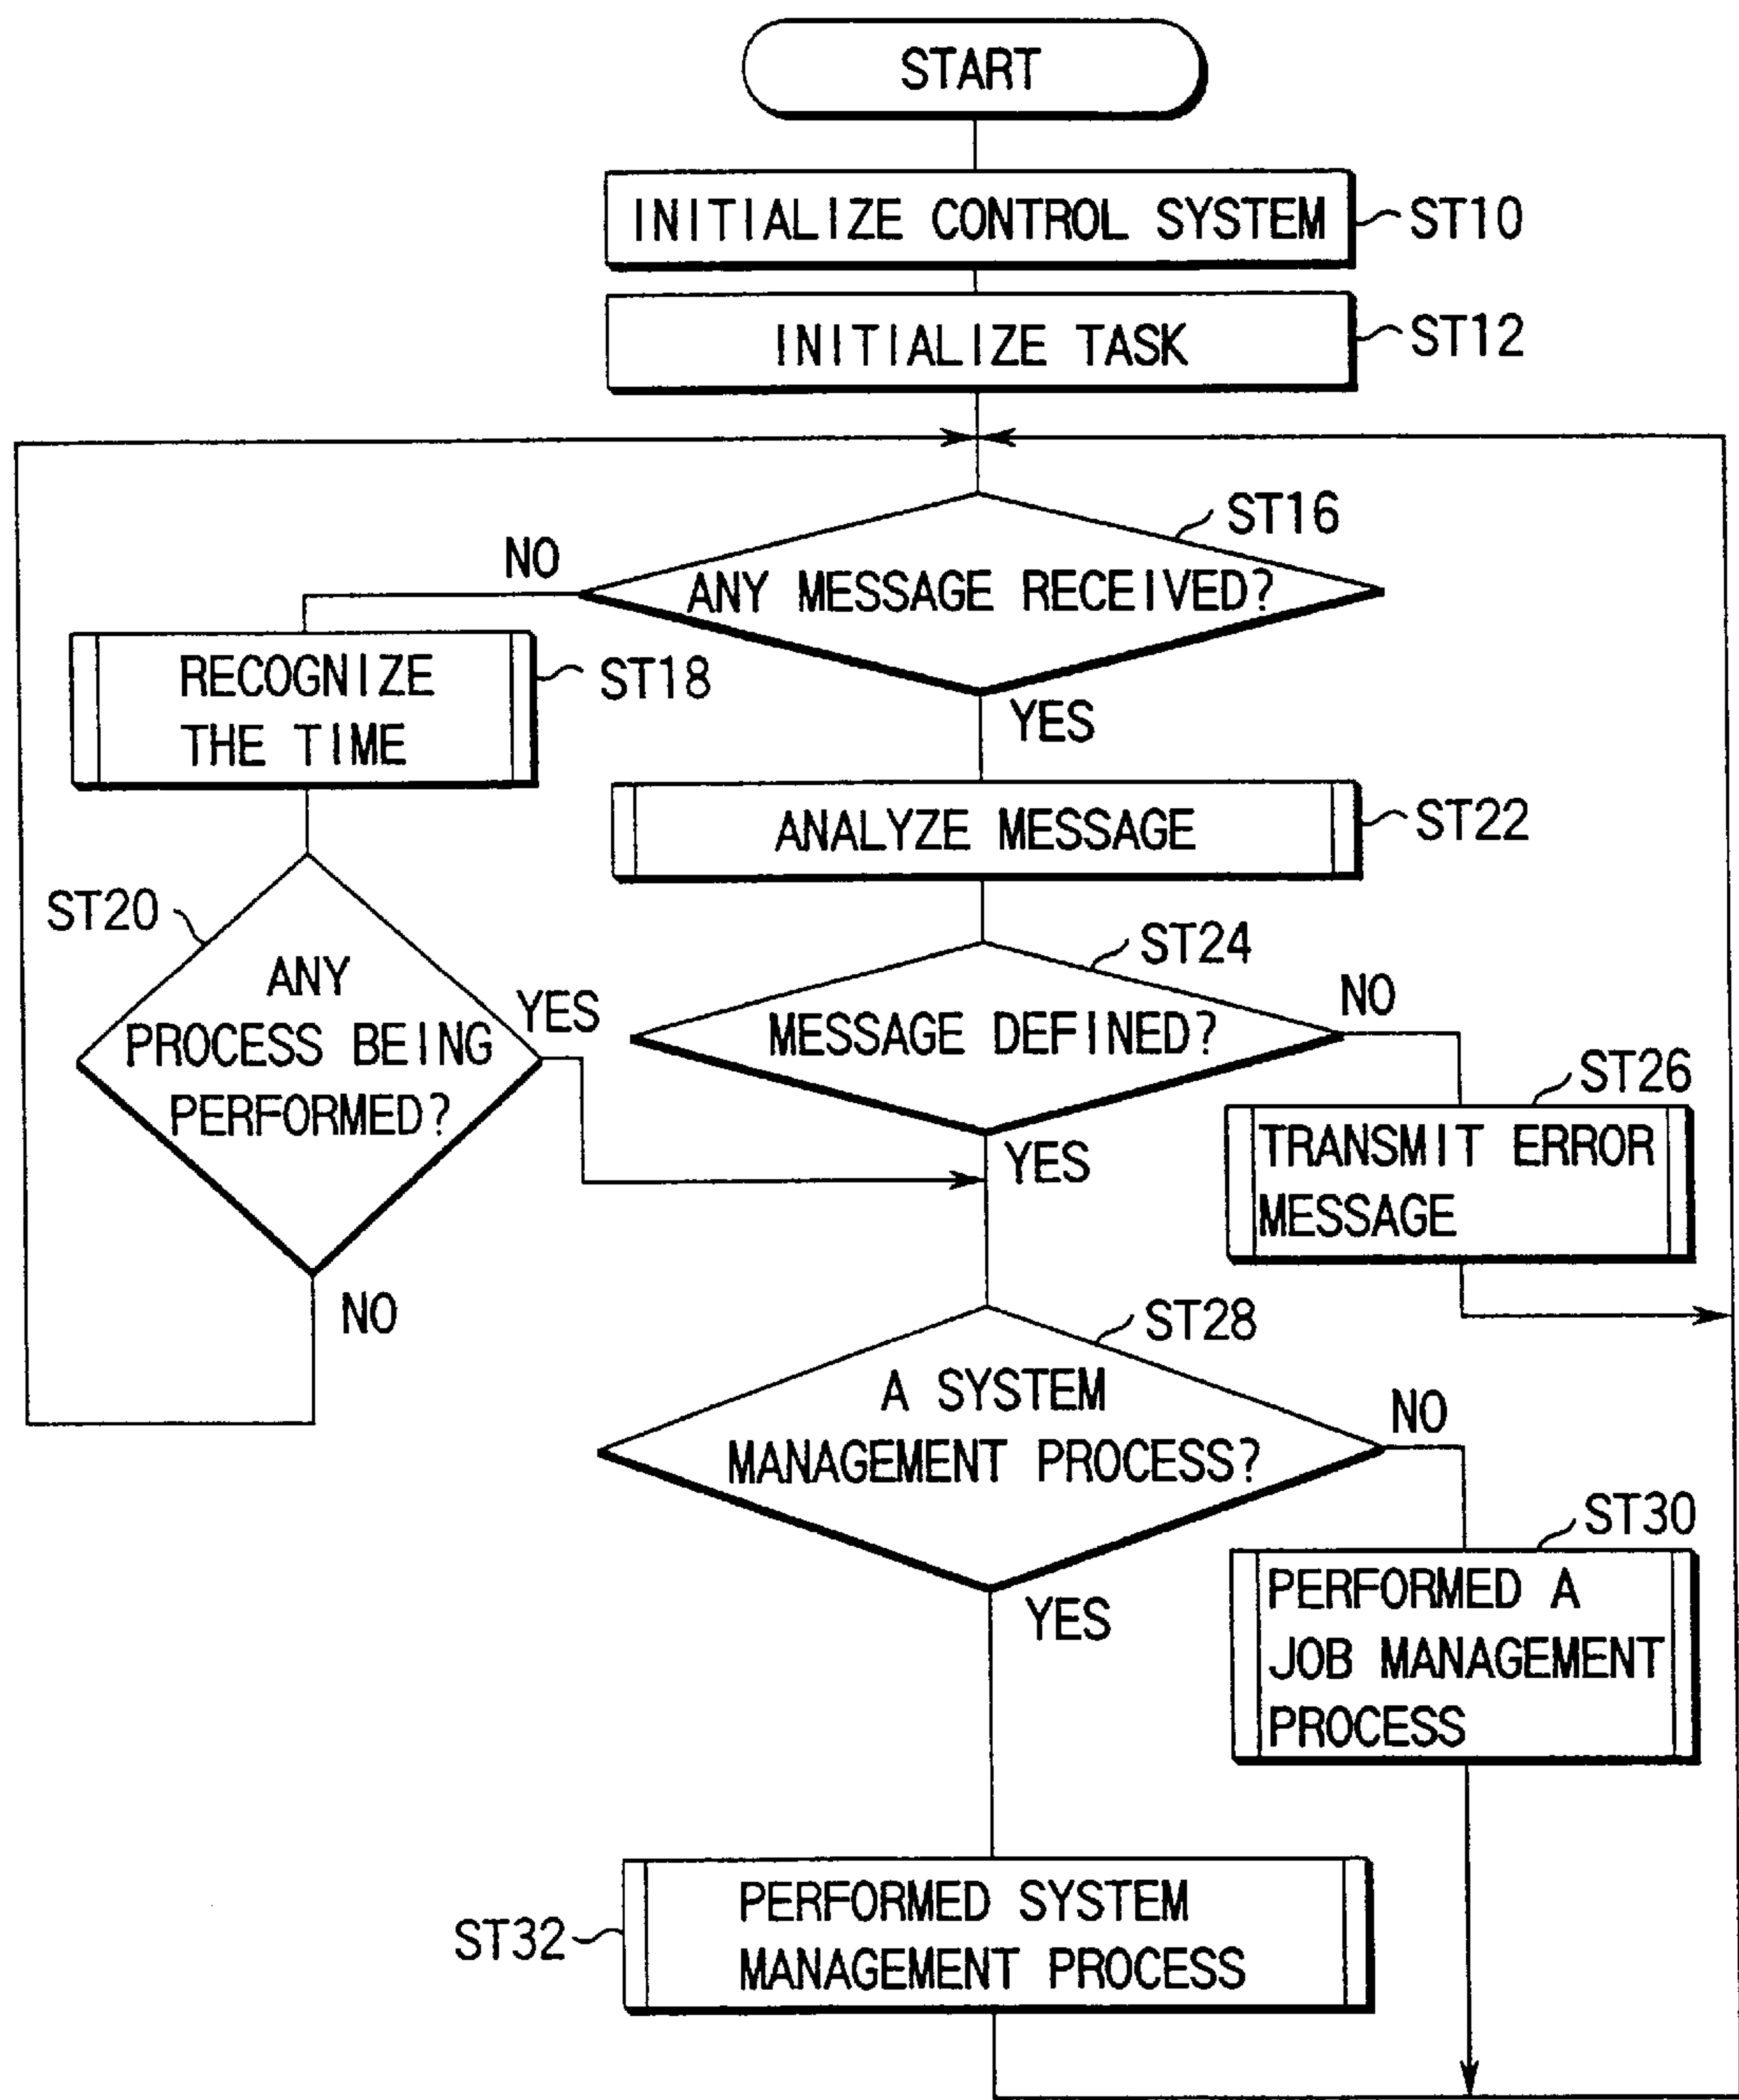 START
INITIALIZE CONTROL SYSTEM
ST10
INITIALIZE TASK
ST12
ST16
NO
ANY MESSAGE RECEIVED?
RECOGNIZE
THE TIME
ST18
YES
ANALYZE MESSAGE
ST22
ST20
ST24
ANY
PROCESS BEING
PERFORMED?
YES
MESSAGE DEFINED?
NO
ST26
TRANSMIT ERROR
MESSAGE
YES
NO
ST28
A SYSTEM
MANAGEMENT PROCESS?
NO
ST30
PERFORMED A
JOB MANAGEMENT
PROCESS
YES
ST32
PERFORMED SYSTEM
MANAGEMENT PROCESS